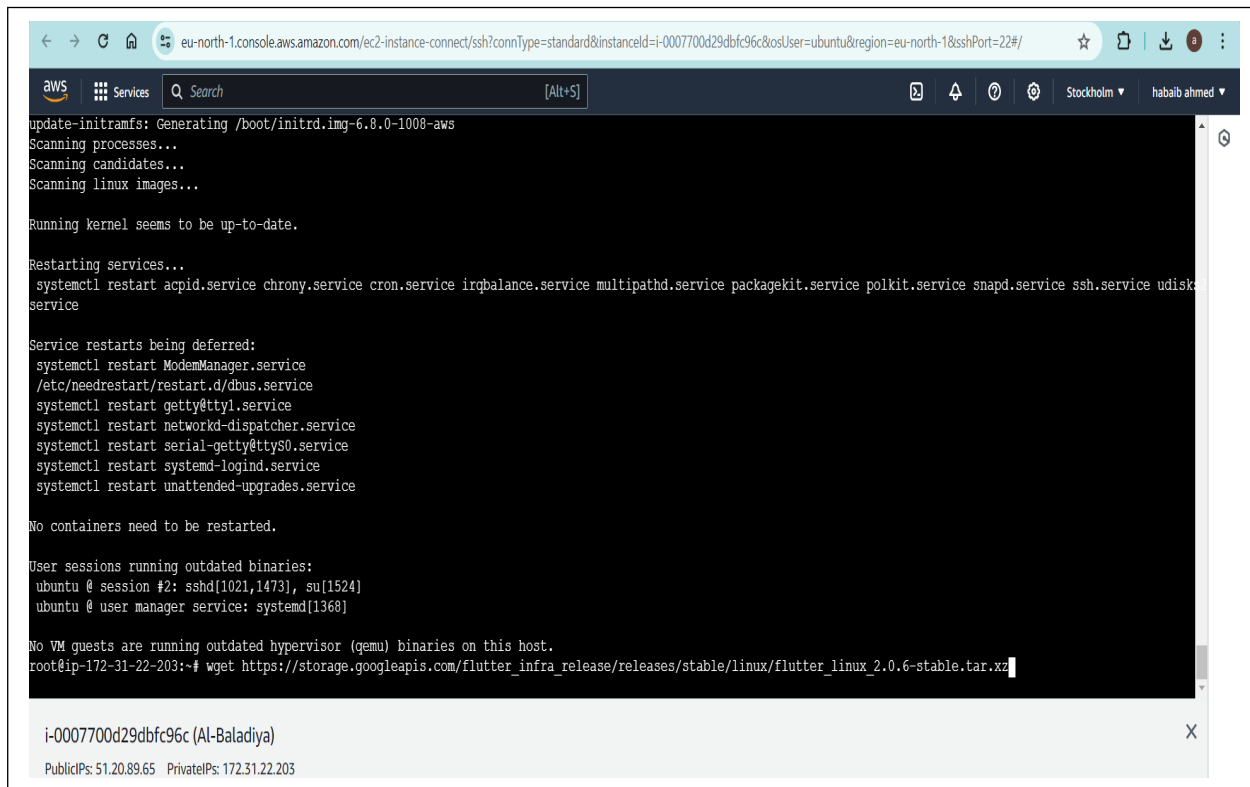 eu-north-1.console.aws.amazon.com/ec2-instance-connect/ssh?connType=standard&instanceId=i-0007700d29dbfc96c&osUser=ubuntu&region=eu-north-1&sshPort=22#/
a
aws Services Search [Alt+S] Stockholm habaib ahmed
update-initramfs: Generating /boot/initrd.img-6.8.0-1008-aws
Scanning processes...
Scanning candidates...
Scanning linux images...
Running kernel seems to be up-to-date.
Restarting services...
systemctl restart acpid.service chrony.service cron.service irqbalance.service multipathd.service packagekit.service polkit.service snapd.service ssh.service udisks
service
Service restarts being deferred:
systemctl restart ModemManager.service
/etc/needrestart/restart.d/dbus.service
systemctl restart getty@tty1.service
systemctl restart networkd-dispatcher.service
systemctl restart serial-getty@ttyS0.service
systemctl restart systemd-logind.service
systemctl restart unattended-upgrades.service
No containers need to be restarted.
User sessions running outdated binaries:
ubuntu @ session #2: sshd[1021,1473], su[1524]
ubuntu @ user manager service: systemd[1368]
No VM guests are running outdated hypervisor (qemu) binaries on this host.
root@ip-172-31-22-203:~# wget https://storage.googleapis.com/flutter_infra_release/releases/stable/linux/flutter_linux_2.0.6-stable.tar.xz
i-0007700d29dbfc96c (Al-Baladiya)
PublicIPs: 51.20.89.65 PrivateIPs: 172.31.22.203